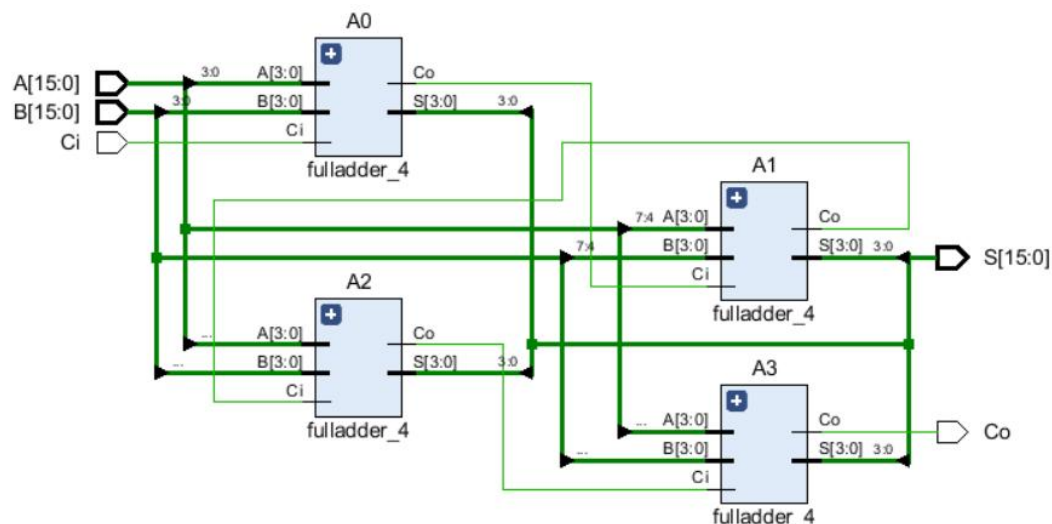 A0
A[15:0]
3:0
A[3:0]
Co
B[15:0]
3:0
B[3:0]
S[3:0]
3:0
Ci
Ci
fulladder_4
A1
7:4
A[3:0]
Co
7:4
B[3:0]
S[3:0]
3:0
S[15:0]
Ci
fulladder_4
A2
...
A[3:0]
Co
...
B[3:0]
S[3:0]
3:0
Ci
fulladder_4
A3
...
A[3:0]
Co
Co
...
B[3:0]
S[3:0]
3:0
Ci
fulladder_4